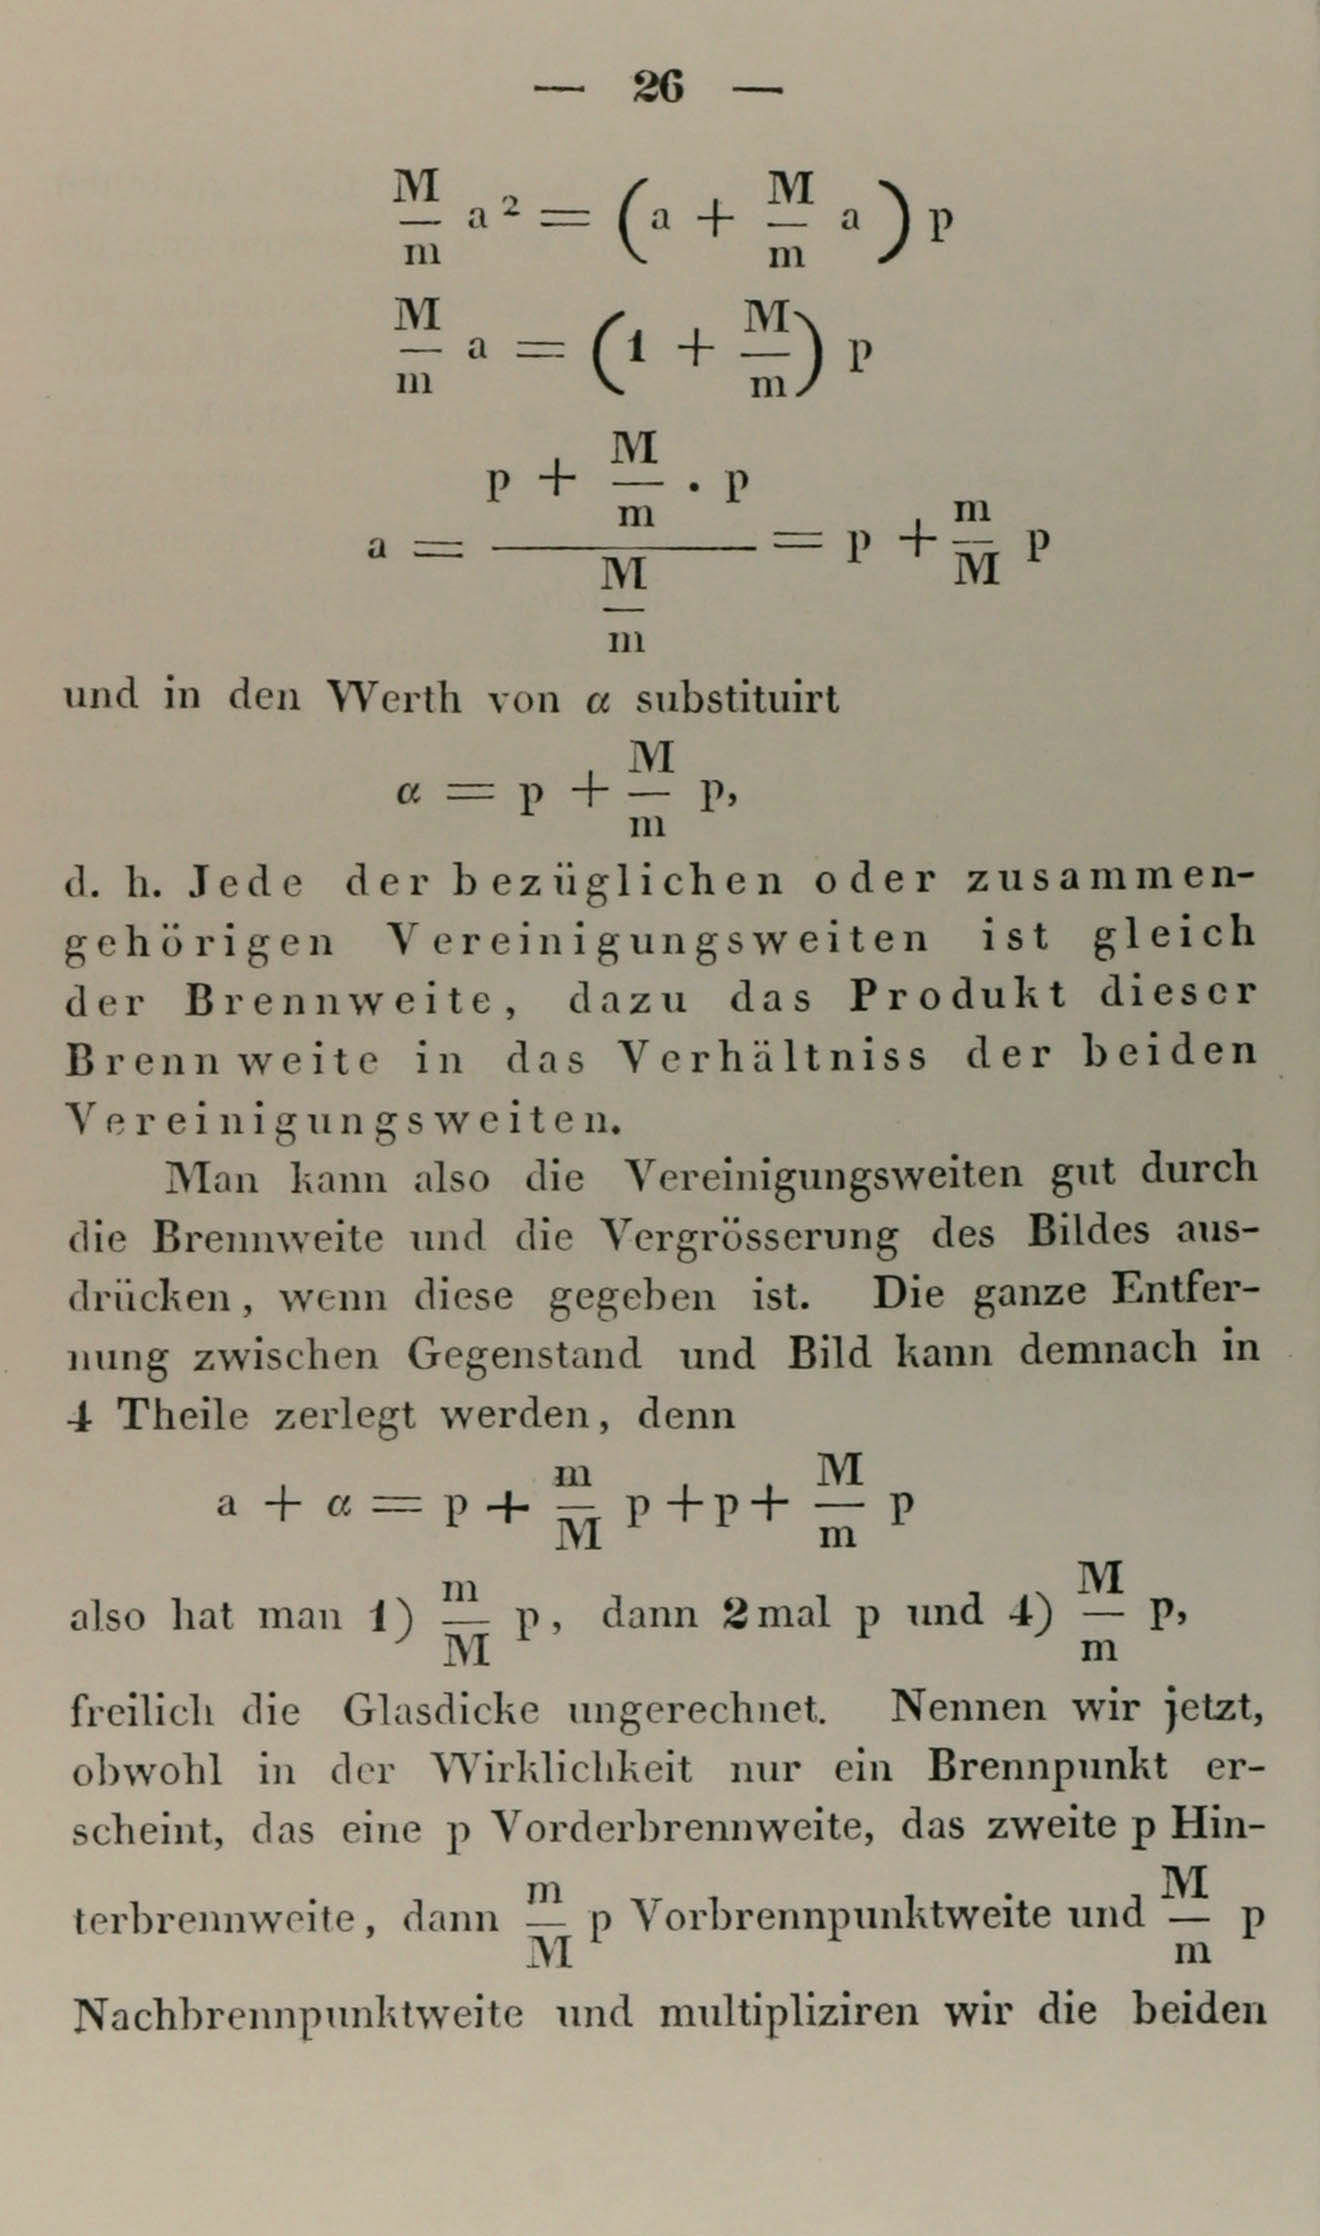 — 26 —
M/m a² = (a + M/m a) p
M/m a = (1 + M/m) p
a = (p + M/m . p) / (M/m) = p + m/M p
und in den Werth von α substituirt
α = p + M/m p,
d. h. Jede der bezüglichen oder zusammen-
gehörigen Vereinigungsweiten ist gleich
der Brennweite, dazu das Produkt dieser
Brennweite in das Verhältniss der beiden
Vereinigungsweiten.
Man kann also die Vereinigungsweiten gut durch
die Brennweite und die Vergrösserung des Bildes aus-
drücken, wenn diese gegeben ist. Die ganze Entfer-
nung zwischen Gegenstand und Bild kann demnach in
4 Theile zerlegt werden, denn
a + α = p + m/M p + p + M/m p
also hat man 1) m/M p, dann 2mal p und 4) M/m p,
freilich die Glasdicke ungerechnet. Nennen wir jetzt,
obwohl in der Wirklichkeit nur ein Brennpunkt er-
scheint, das eine p Vorderbrennweite, das zweite p Hin-
terbrennweite, dann m/M p Vorbrennpunktweite und M/m p
Nachbrennpunktweite und multipliziren wir die beiden